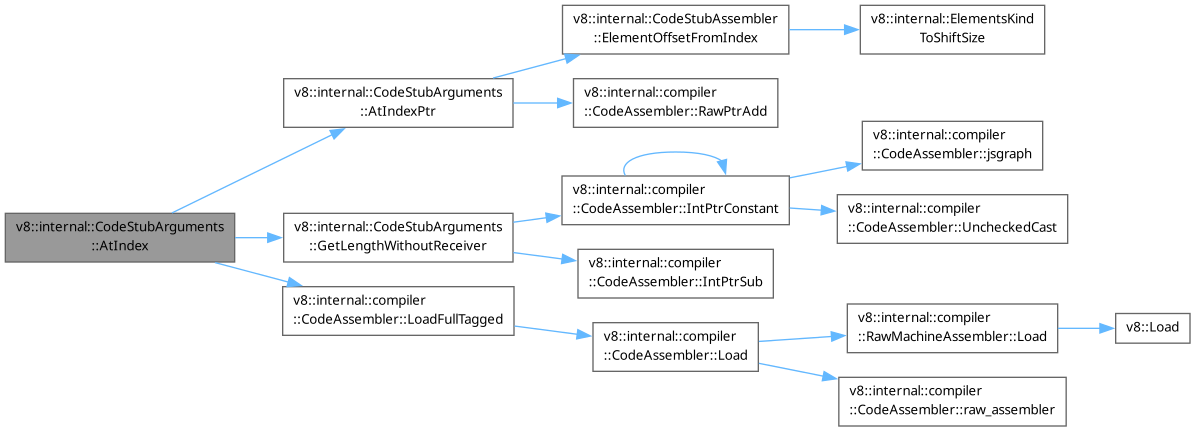 v8::internal::CodeStubAssembler
::ElementOffsetFromIndex
v8::internal::ElementsKind
ToShiftSize
v8::internal::CodeStubArguments
::AtIndexPtr
v8::internal::compiler
::CodeAssembler::RawPtrAdd
v8::internal::compiler
::CodeAssembler::jsgraph
v8::internal::compiler
::CodeAssembler::IntPtrConstant
v8::internal::compiler
::CodeAssembler::UncheckedCast
v8::internal::CodeStubArguments
::AtIndex
v8::internal::CodeStubArguments
::GetLengthWithoutReceiver
v8::internal::compiler
::CodeAssembler::IntPtrSub
v8::internal::compiler
::CodeAssembler::LoadFullTagged
v8::internal::compiler
::CodeAssembler::Load
v8::internal::compiler
::RawMachineAssembler::Load
v8::Load
v8::internal::compiler
::CodeAssembler::raw_assembler